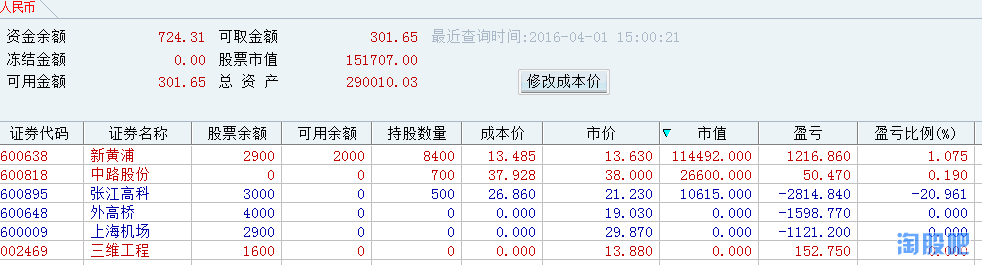 人民币
资金余额 724.31 可取金额 301.65 最近查询时间:2016-04-01 15:00:21
冻结金额 0.00 股票市值 151707.00
可用金额 301.65 总 资 产 290010.03 修改成本价
证券代码 证券名称 股票余额 可用余额 持股数量 成本价 市价 市值 盈亏 盈亏比例(%)
600638 新黄浦 2900 2000 8400 13.485 13.630 114492.000 1216.860 1.075
600818 中路股份 0 0 700 37.928 38.000 26600.000 50.470 0.190
600895 张江高科 3000 0 500 26.860 21.230 10615.000 -2814.840 -20.961
600648 外高桥 4000 0 0 0.000 19.030 0.000 -1598.770 0.000
600009 上海机场 2900 0 0 0.000 29.870 0.000 -1121.200 0.000
002469 三维工程 1600 0 0 0.000 13.880 0.000 152.750 0.000
淘股吧